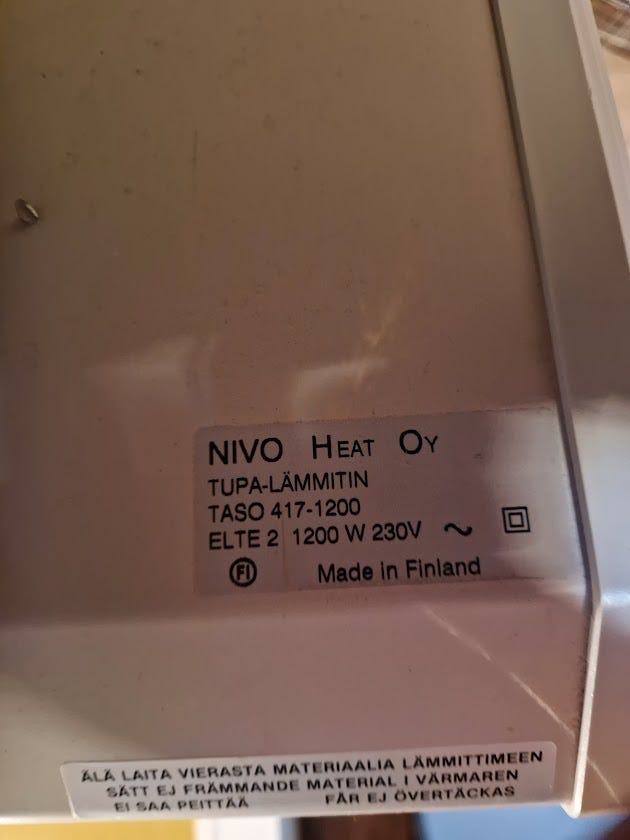 NIVO HEAT OY
TUPA-LÄMMITIN
TASO 417-1200
ELTE 2 1200 W 230V ~
FI Made in Finland
ÄLÄ LAITA VIERASTA MATERIAALIA LÄMMITTIMEEN
SÄTT EJ FRÄMMANDE MATERIAL I VÄRMAREN
EI SAA PEITTÄÄ FÅR EJ ÖVERTÄCKAS